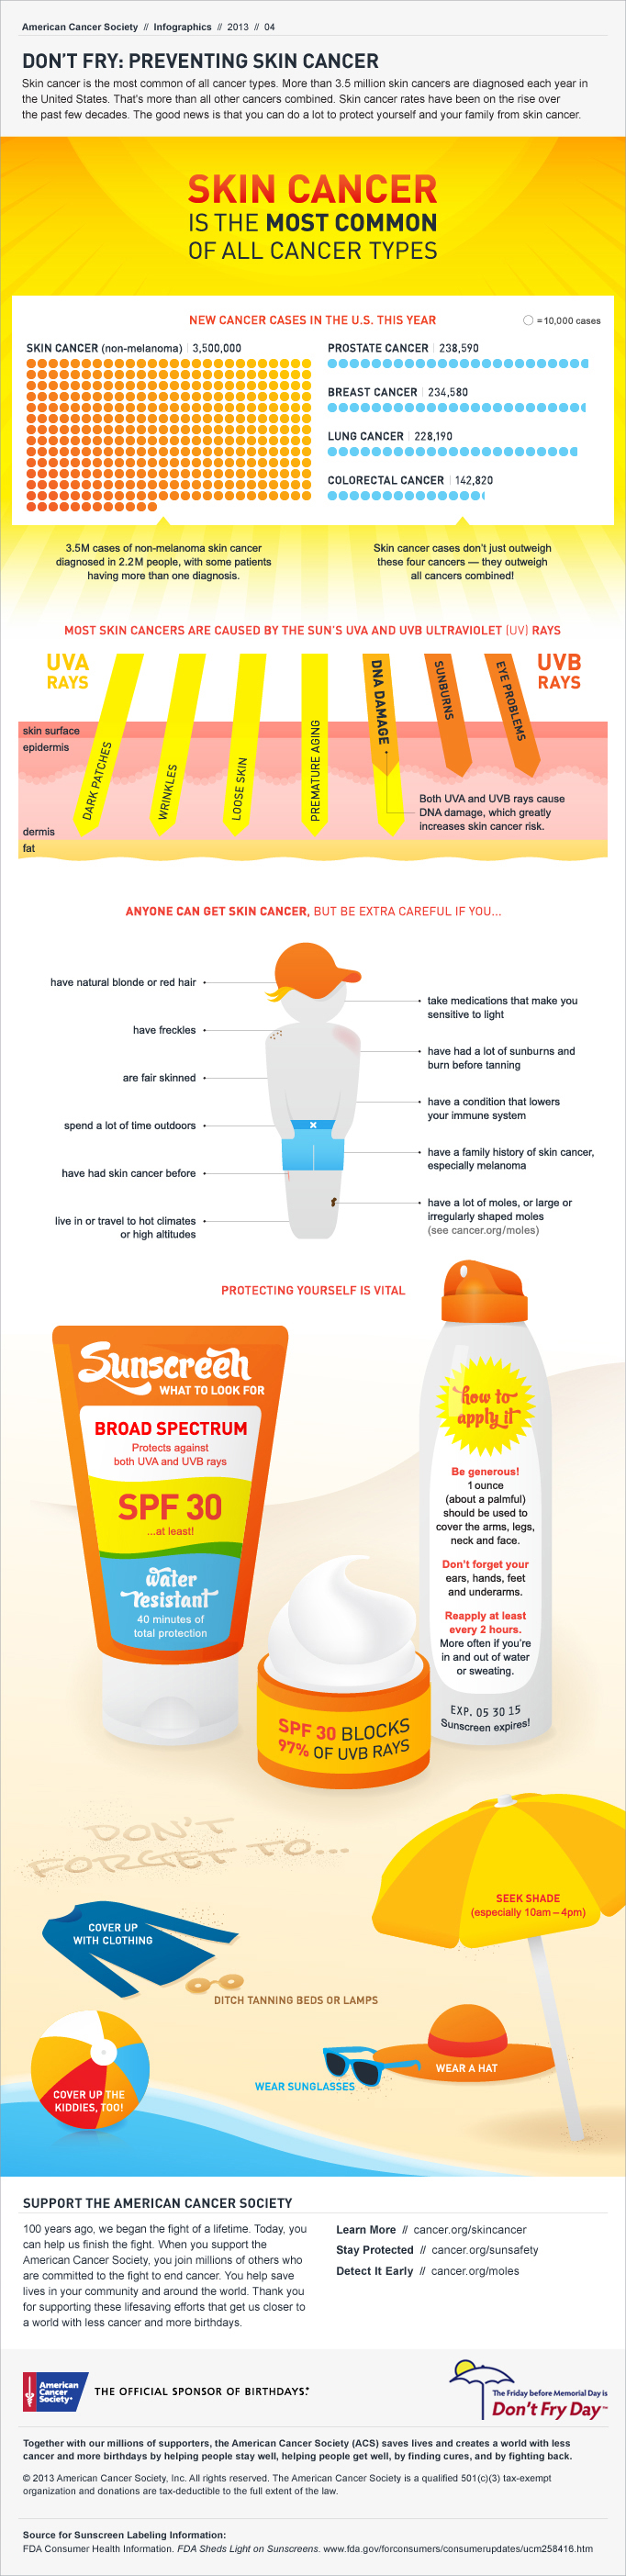 American Cancer Society // Infographics // 2013 // 04
DON'T FRY: PREVENTING SKIN CANCER
Skin cancer is the most common of all cancer types. More than 3.5 million skin cancers are diagnosed each year in
the United States. That's more than all other cancers combined. Skin cancer rates have been on the rise over
the past few decades. The good news is that you can do a lot to protect yourself and your family from skin cancer.
SKIN CANCER
IS THE MOST COMMON
OF ALL CANCER TYPES
NEW CANCER CASES IN THE U.S. THIS YEAR
= 10,000 cases
SKIN CANCER (non-melanoma) | 3,500,000
PROSTATE CANCER | 238,590
BREAST CANCER | 234,580
LUNG CANCER | 228,190
COLORECTAL CANCER | 142,820
3.5M cases of non-melanoma skin cancer
diagnosed in 2.2M people, with some patients
having more than one diagnosis.
Skin cancer cases don't just outweigh
these four cancers — they outweigh
all cancers combined!
MOST SKIN CANCERS ARE CAUSED BY THE SUN'S UVA AND UVB ULTRAVIOLET (UV) RAYS
UVA
RAYS
UVB
RAYS
skin surface
epidermis
dermis
fat
DARK PATCHES
WRINKLES
LOOSE SKIN
PREMATURE AGING
DNA DAMAGE
SUNBURNS
EYE PROBLEMS
Both UVA and UVB rays cause
DNA damage, which greatly
increases skin cancer risk.
ANYONE CAN GET SKIN CANCER, BUT BE EXTRA CAREFUL IF YOU...
have natural blonde or red hair
have freckles
are fair skinned
spend a lot of time outdoors
have had skin cancer before
live in or travel to hot climates
or high altitudes
take medications that make you
sensitive to light
have had a lot of sunburns and
burn before tanning
have a condition that lowers
your immune system
have a family history of skin cancer,
especially melanoma
have a lot of moles, or large or
irregularly shaped moles
(see cancer.org/moles)
PROTECTING YOURSELF IS VITAL
Sunscreen
WHAT TO LOOK FOR
BROAD SPECTRUM
Protects against
both UVA and UVB rays
SPF 30
...at least!
water
resistant
40 minutes of
total protection
how to
apply it
Be generous!
1 ounce
(about a palmful)
should be used to
cover the arms, legs,
neck and face.
Don't forget your
ears, hands, feet
and underarms.
Reapply at least
every 2 hours.
More often if you're
in and out of water
or sweating.
EXP. 05 30 15
Sunscreen expires!
SPF 30 BLOCKS
97% OF UVB RAYS
DON'T
FORGET TO...
SEEK SHADE
(especially 10am – 4pm)
COVER UP
WITH CLOTHING
DITCH TANNING BEDS OR LAMPS
WEAR A HAT
WEAR SUNGLASSES
COVER UP THE
KIDDIES, TOO!
SUPPORT THE AMERICAN CANCER SOCIETY
100 years ago, we began the fight of a lifetime. Today, you
can help us finish the fight. When you support the
American Cancer Society, you join millions of others who
are committed to the fight to end cancer. You help save
lives in your community and around the world. Thank you
for supporting these lifesaving efforts that get us closer to
a world with less cancer and more birthdays.
Learn More // cancer.org/skincancer
Stay Protected // cancer.org/sunsafety
Detect It Early // cancer.org/moles
American
Cancer
Society®
THE OFFICIAL SPONSOR OF BIRTHDAYS.®
The Friday before Memorial Day is
Don't Fry Day™
Together with our millions of supporters, the American Cancer Society (ACS) saves lives and creates a world with less
cancer and more birthdays by helping people stay well, helping people get well, by finding cures, and by fighting back.
© 2013 American Cancer Society, Inc. All rights reserved. The American Cancer Society is a qualified 501(c)(3) tax-exempt
organization and donations are tax-deductible to the full extent of the law.
Source for Sunscreen Labeling Information:
FDA Consumer Health Information. FDA Sheds Light on Sunscreens. www.fda.gov/forconsumers/consumerupdates/ucm258416.htm